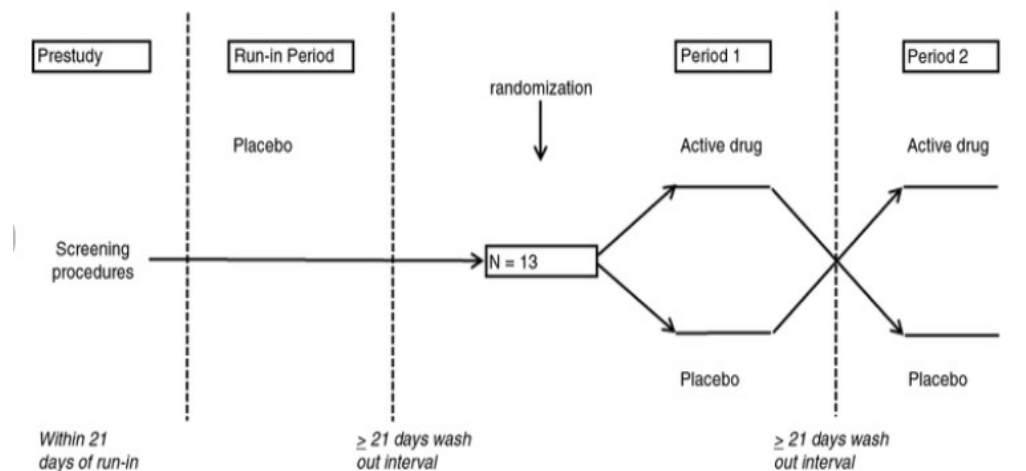 Prestudy
Run-in Period
Period 1
Period 2
randomization
Placebo
Active drug
Active drug
Screening
procedures
N = 13
Placebo
Placebo
Within 21
days of run-in
≥ 21 days wash
out interval
≥ 21 days wash
out interval